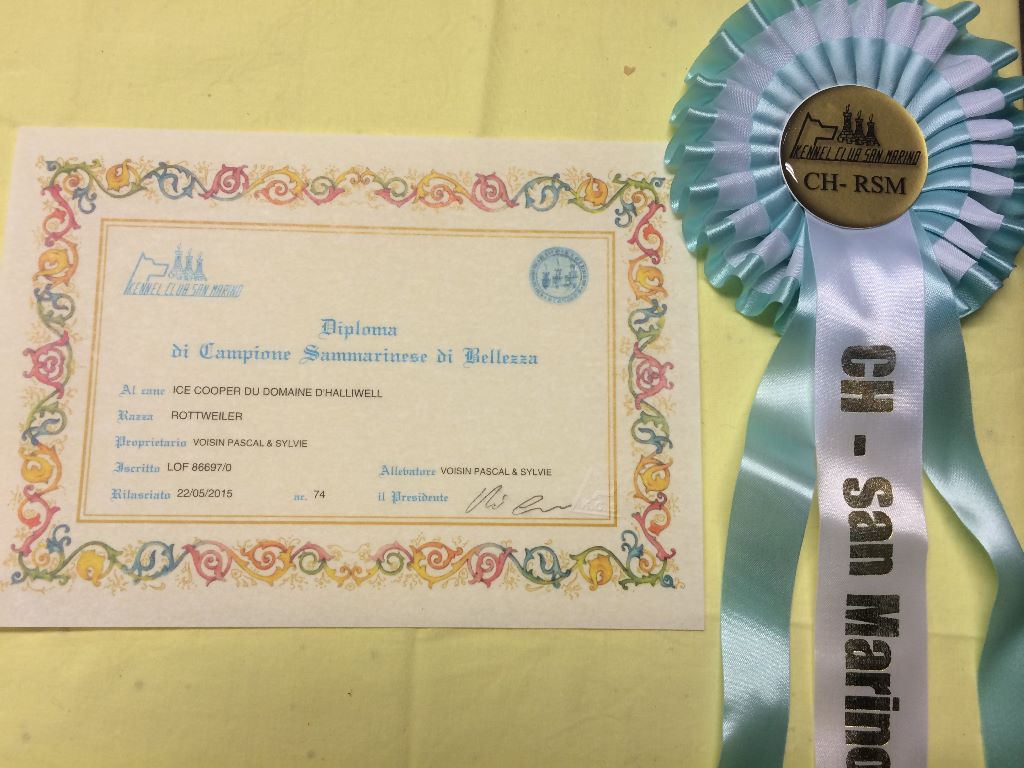 KENNEL CLUB SAN MARINO
Diploma
di Campione Sammarinese di Bellezza
Al cane ICE COOPER DU DOMAINE D'HALLIWELL
Razza ROTTWEILER
Proprietario VOISIN PASCAL & SYLVIE
Iscritto LOF 86697/0 Allevatore VOISIN PASCAL & SYLVIE
Rilasciato 22/05/2015 nr. 74 il Presidente
KENNEL CLUB SAN MARINO
CH- RSM
CH - san Marino